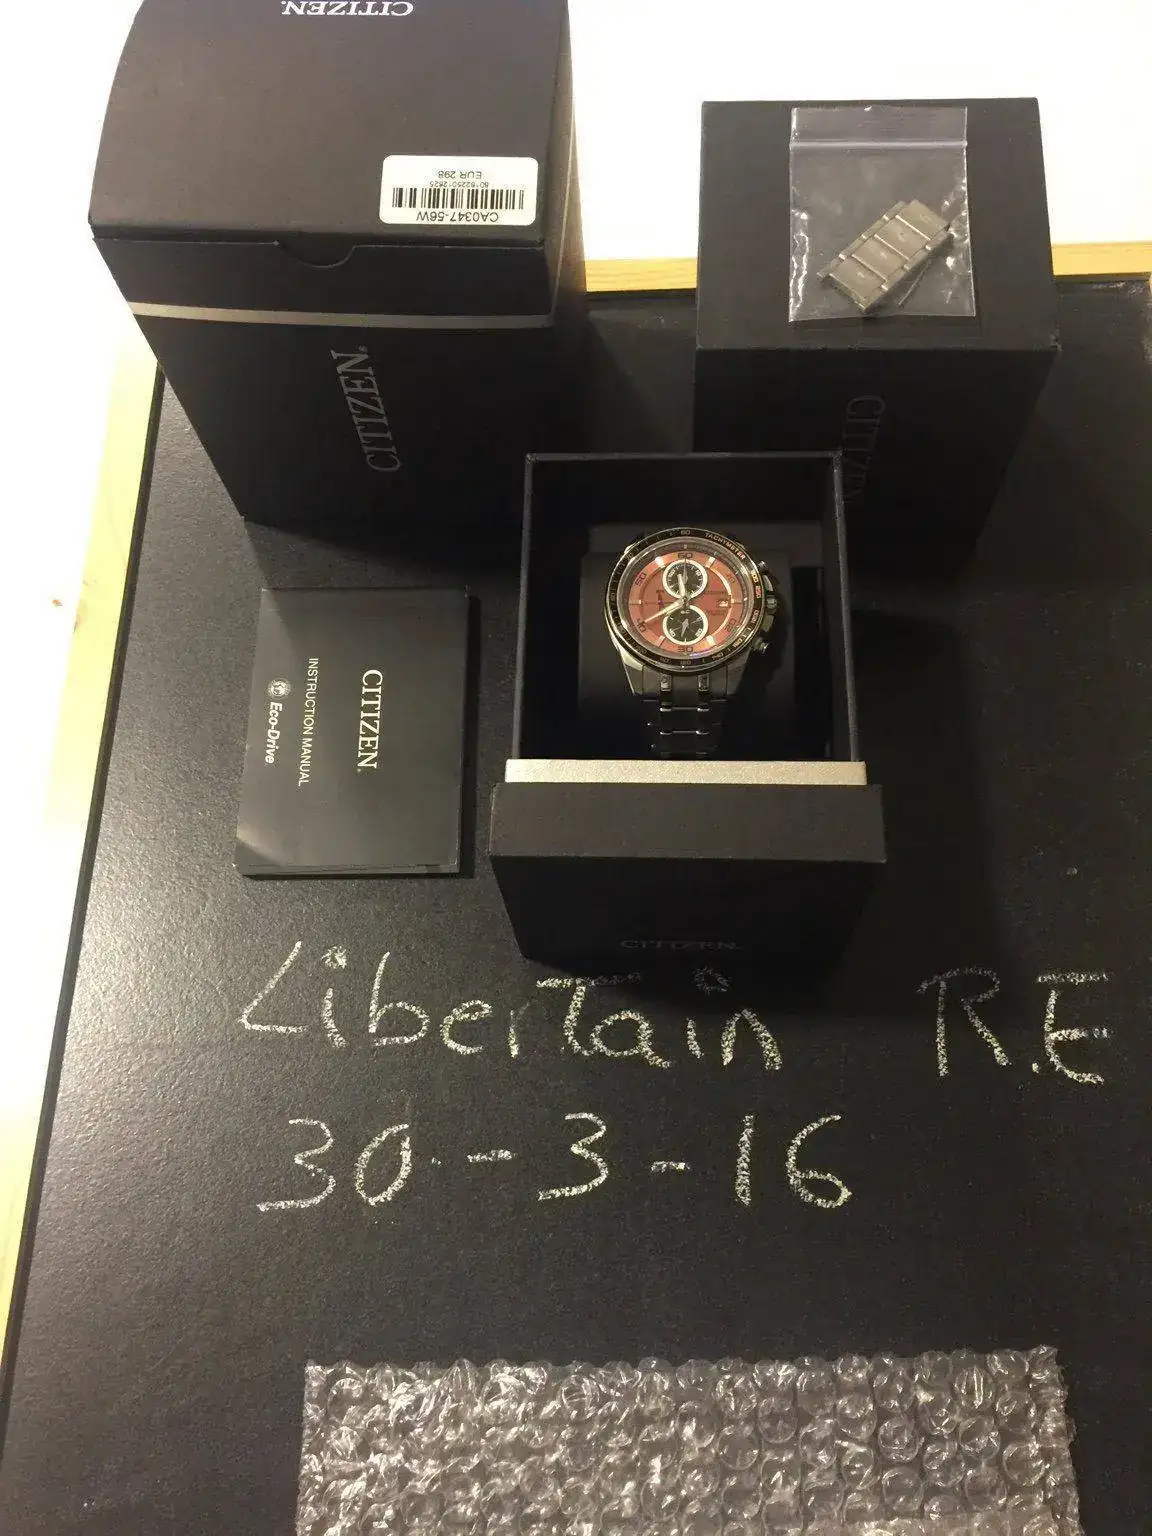 CITIZEN.
CA0347-56W
EUR 298
CITIZEN.
CITIZEN
TACHYMETER
CITIZEN
INSTRUCTION MANUAL
Eco-Drive
CITIZEN
Libertain R.E
30-3-16